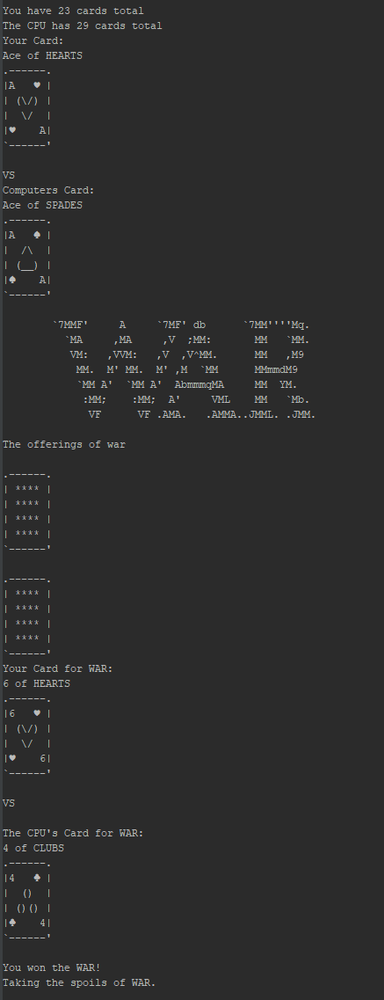 You have 23 cards total
The CPU has 29 cards total
Your Card:
Ace of HEARTS
.------.
|A   ♥ |
| (\/) |
|  \/  |
|♥    A|
`------'
VS
Computers Card:
Ace of SPADES
.------.
|A   ♠ |
|  /\  |
| (__) |
|♠    A|
`------'
`7MMF'     A     `7MF' db      `7MM''''Mq.
  `MA     ,MA     ,V  ;MM:       MM   `MM.
   VM:   ,VVM:   ,V  ,V^MM.      MM   ,M9
    MM.  M' MM.  M' ,M  `MM      MMmmdM9
    `MM A'  `MM A'  AbmmmqMA     MM  YM.
     :MM;    :MM;  A'     VML    MM   `Mb.
      VF      VF .AMA.   .AMMA..JMML. .JMM.
The offerings of war
.------.
| **** |
| **** |
| **** |
| **** |
`------'
.------.
| **** |
| **** |
| **** |
| **** |
`------'
Your Card for WAR:
6 of HEARTS
.------.
|6   ♥ |
| (\/) |
|  \/  |
|♥    6|
`------'
VS
The CPU's Card for WAR:
4 of CLUBS
.------.
|4   ♣ |
|  ()  |
| ()() |
|♣    4|
`------'
You won the WAR!
Taking the spoils of WAR.